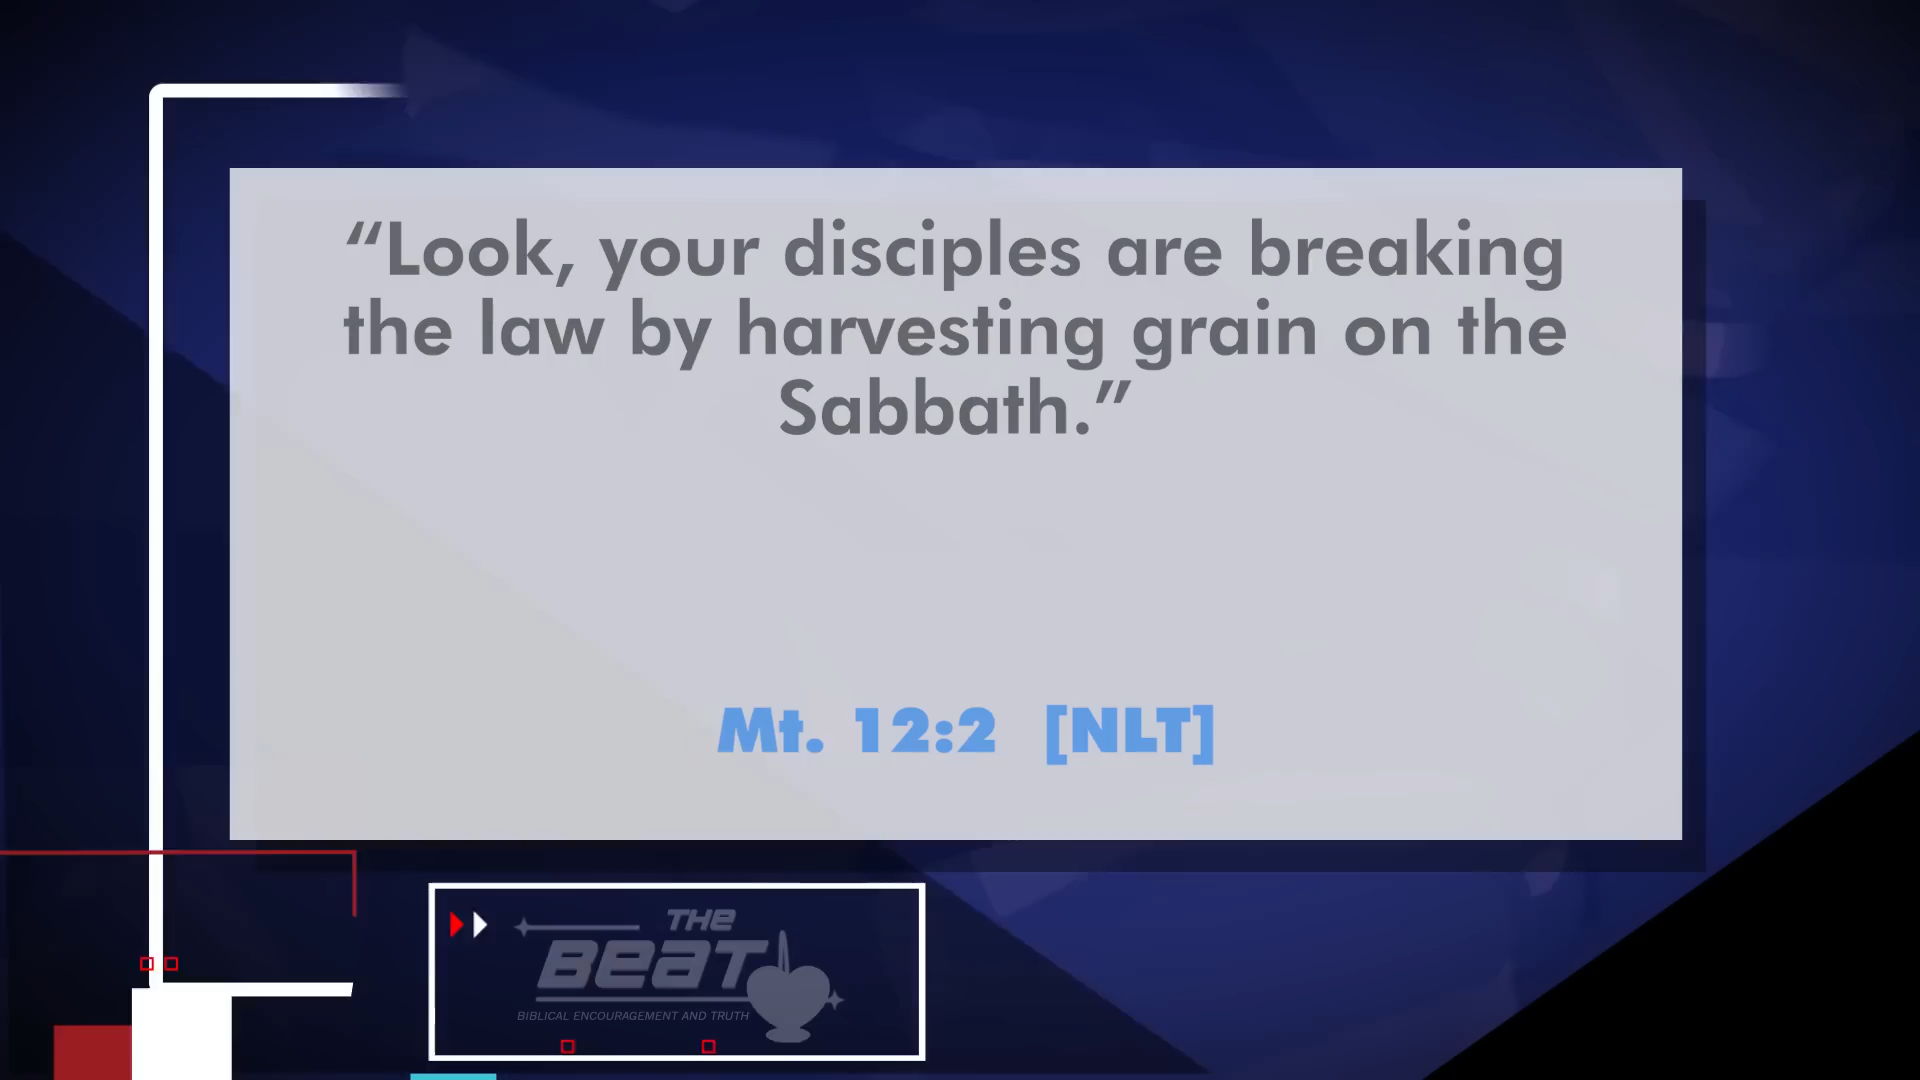 “Look, your disciples are breaking
the law by harvesting grain on the
Sabbath.”
Mt. 12:2 [NLT]
THE
BEAT
BIBLICAL ENCOURAGEMENT AND TRUTH